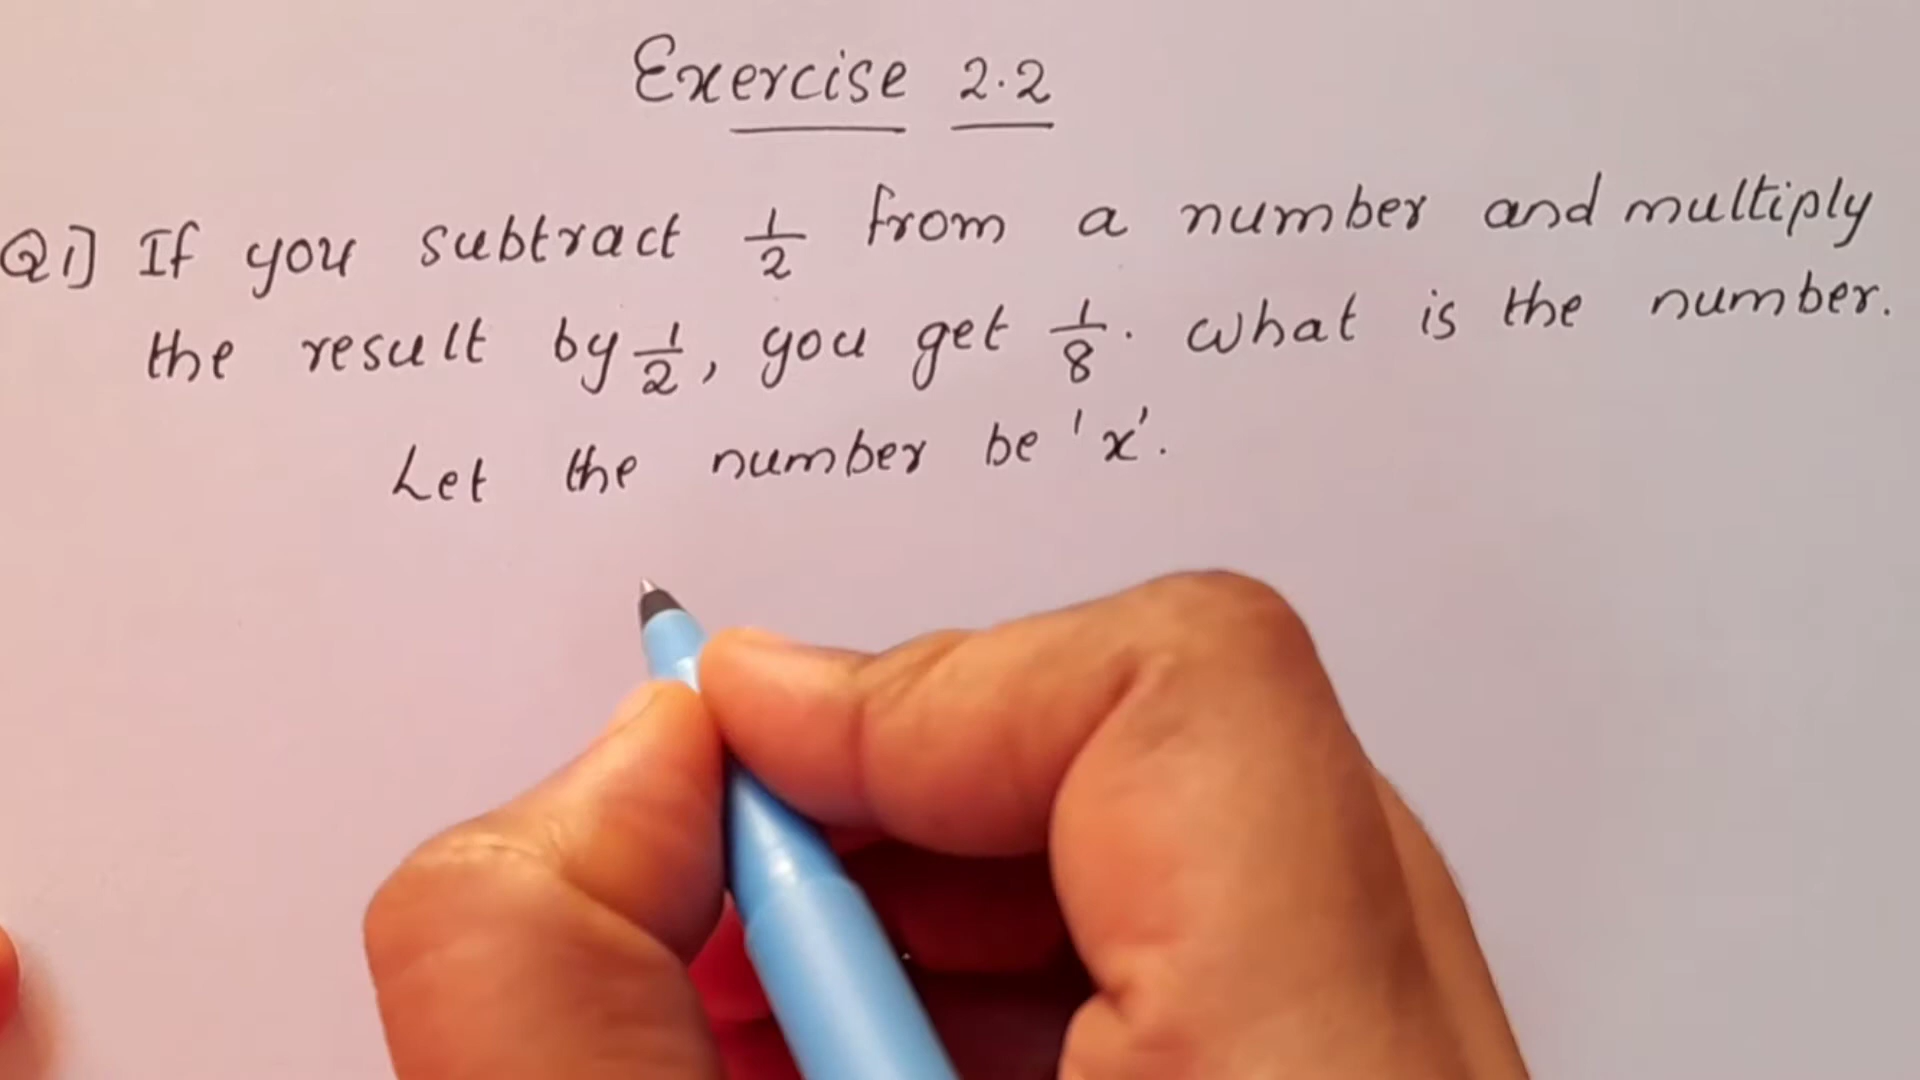 Exercise 2.2
Q1] If you subtract 1/2 from a number and multiply
the result by 1/2, you get 1/8. What is the number.
Let the number be 'x'.